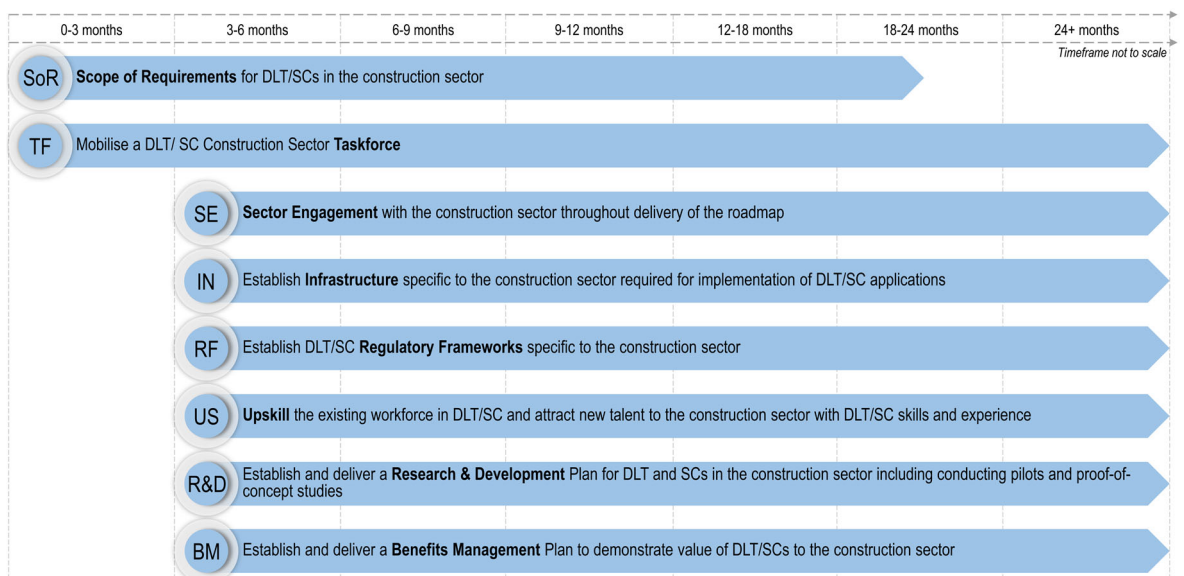 0-3 months 3-6 months 6-9 months 9-12 months 12-18 months 18-24 months 24+ months
Timeframe not to scale
SoR Scope of Requirements for DLT/SCs in the construction sector
TF Mobilise a DLT/ SC Construction Sector Taskforce
SE Sector Engagement with the construction sector throughout delivery of the roadmap
IN Establish Infrastructure specific to the construction sector required for implementation of DLT/SC applications
RF Establish DLT/SC Regulatory Frameworks specific to the construction sector
US Upskill the existing workforce in DLT/SC and attract new talent to the construction sector with DLT/SC skills and experience
R&D Establish and deliver a Research & Development Plan for DLT and SCs in the construction sector including conducting pilots and proof-of-
concept studies
BM Establish and deliver a Benefits Management Plan to demonstrate value of DLT/SCs to the construction sector